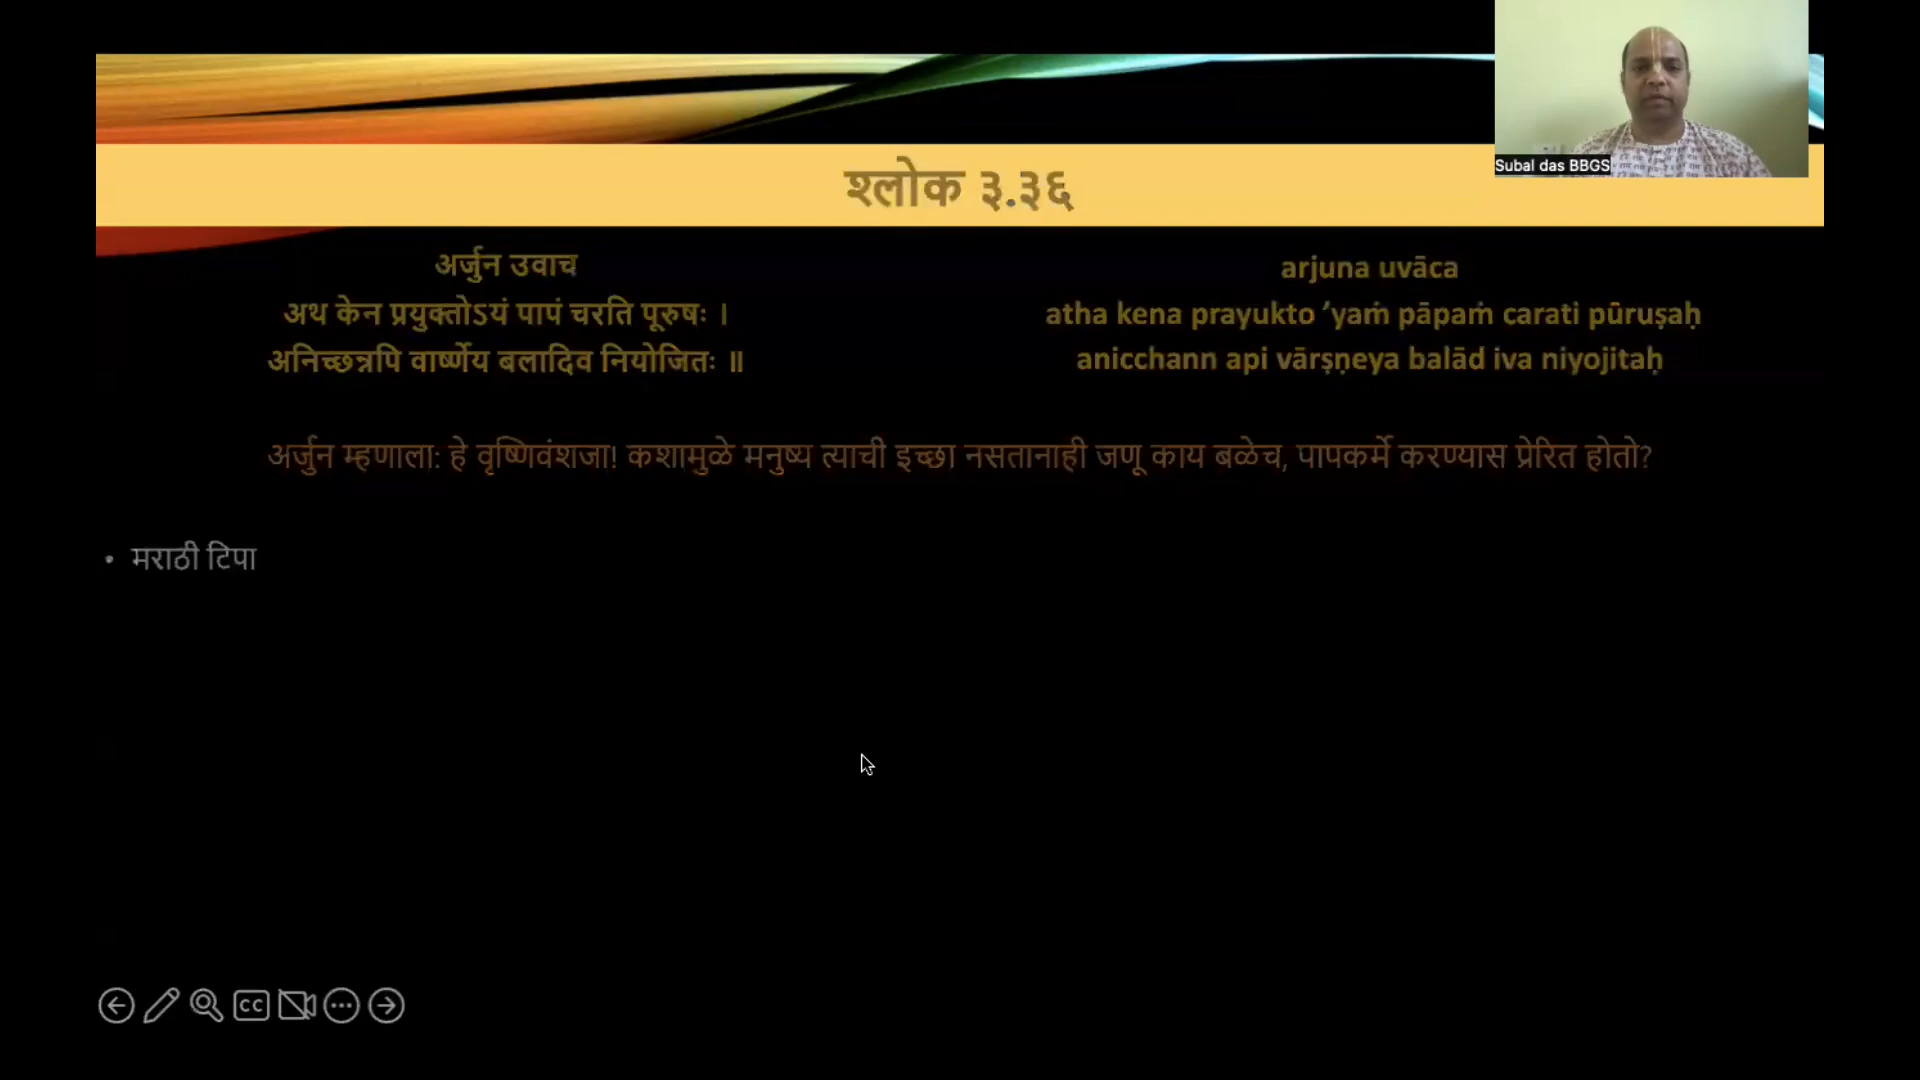 Subal das BBGS
श्लोक ३.३६
अर्जुन उवाच
अथ केन प्रयुक्तोऽयं पापं चरति पूरुषः ।
अनिच्छन्नपि वार्ष्णेय बलादिव नियोजितः ॥
arjuna uvāca
atha kena prayukto ’yaṁ pāpaṁ carati pūruṣaḥ
anicchann api vārṣṇeya balād iva niyojitaḥ
अर्जुन म्हणाला: हे वृष्णिवंशजा! कशामुळे मनुष्य त्याची इच्छा नसतानाही जणू काय बळेच, पापकर्मे करण्यास प्रेरित होतो?
• मराठी टिपा
CC